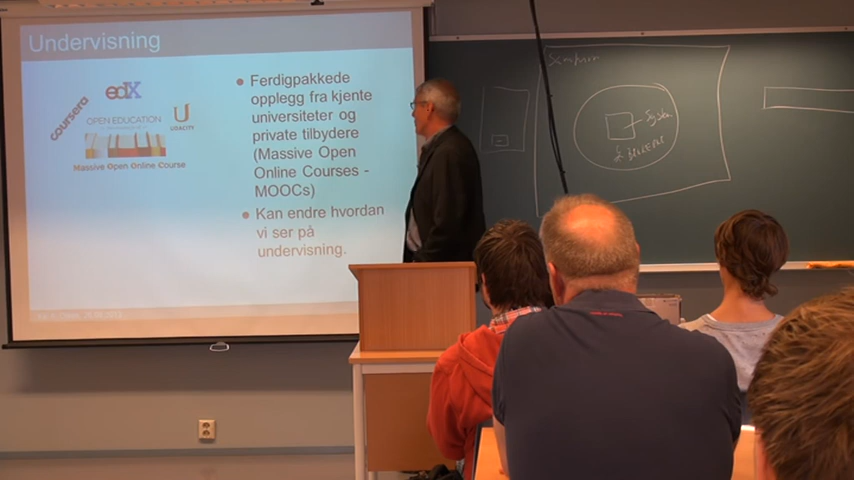 Undervisning
edX
coursera
OPEN EDUCATION
UDACITY
Massive Open Online Course
• Ferdigpakkede
opplegg fra kjente
universiteter og
private tilbydere
(Massive Open
Online Courses -
MOOCs)
• Kan endre hvordan
vi ser på
undervisning.